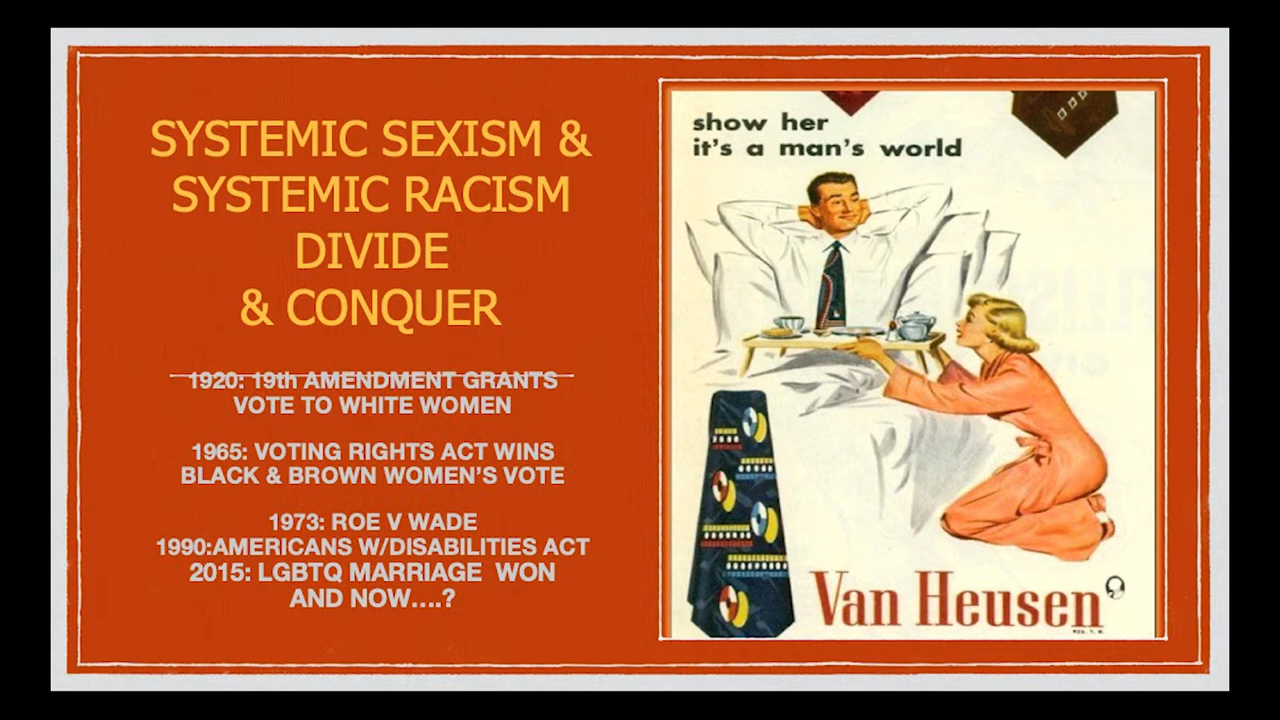 SYSTEMIC SEXISM &
SYSTEMIC RACISM
DIVIDE
& CONQUER
1920: 19th AMENDMENT GRANTS
VOTE TO WHITE WOMEN
1965: VOTING RIGHTS ACT WINS
BLACK & BROWN WOMEN'S VOTE
1973: ROE V WADE
1990:AMERICANS W/DISABILITIES ACT
2015: LGBTQ MARRIAGE WON
AND NOW....?
show her
it's a man's world
Van Heusen